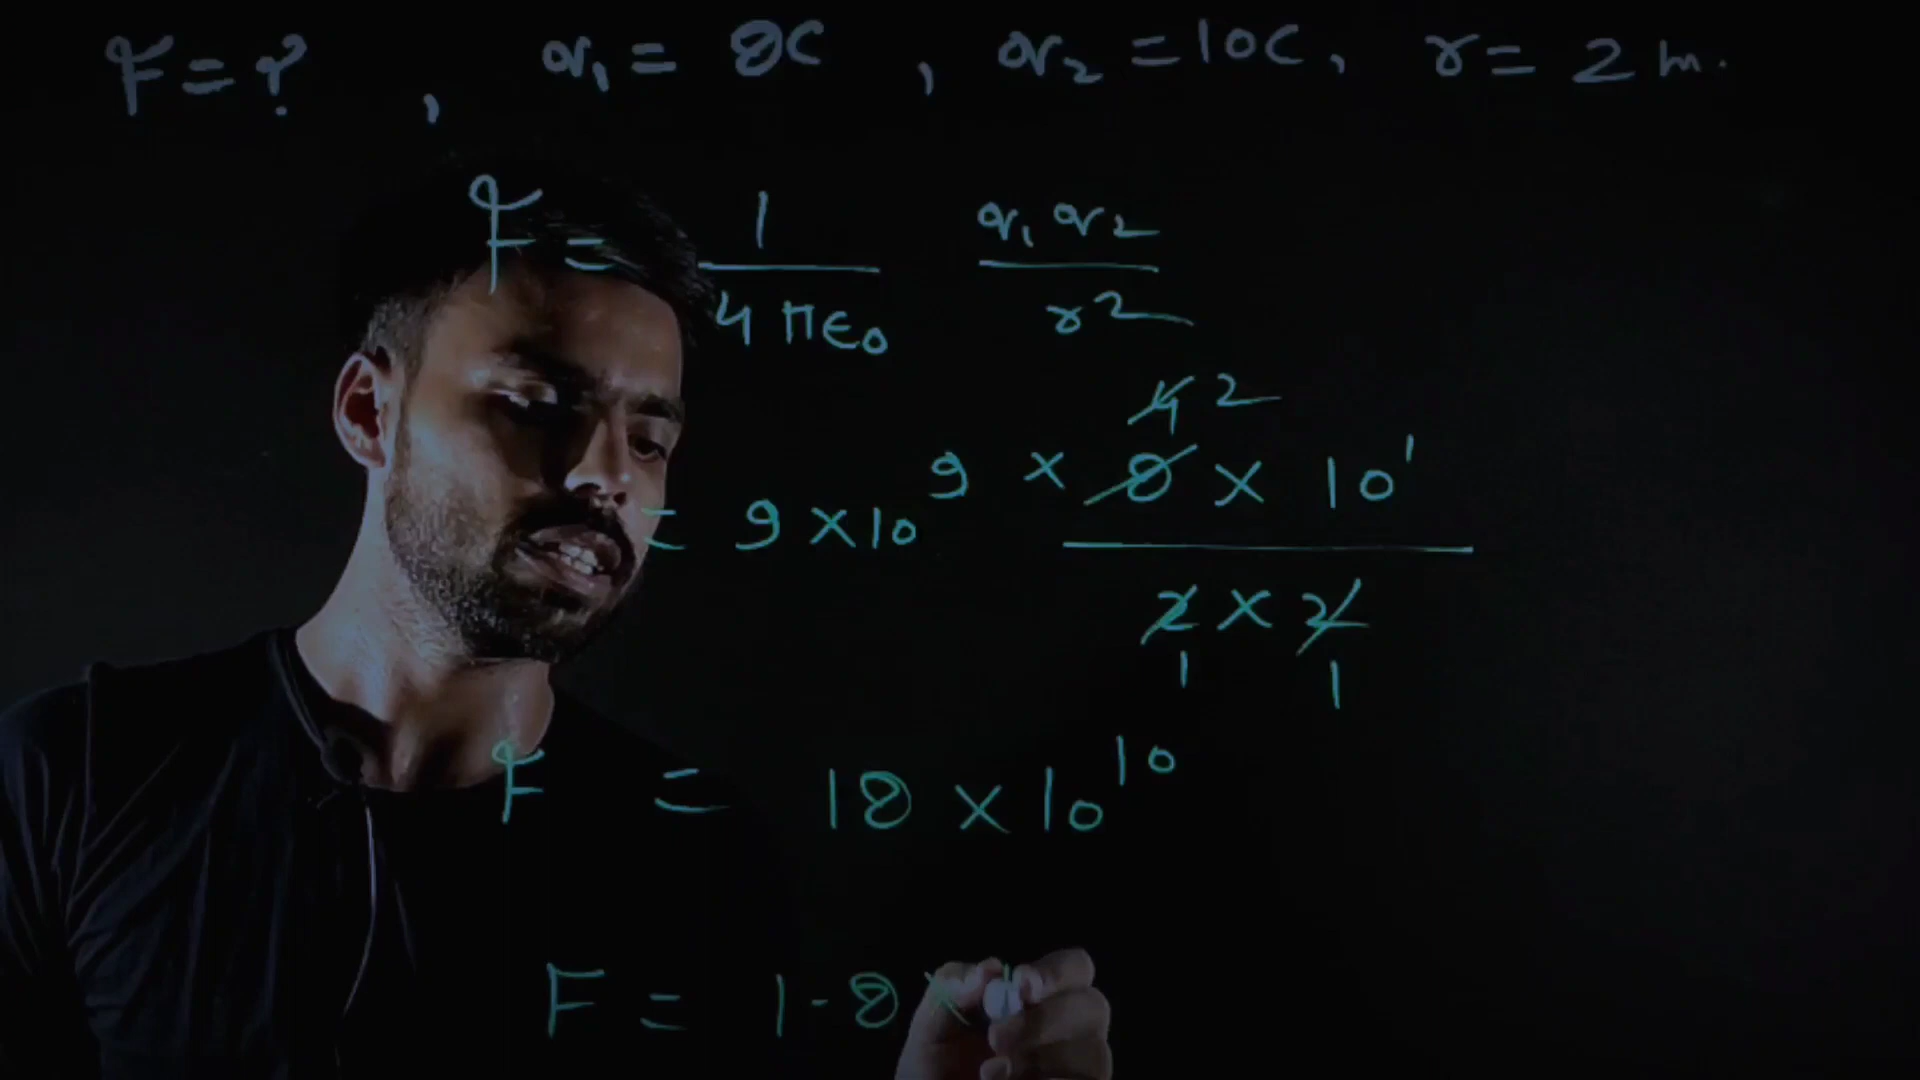 F = ? , q₁ = 8C , q₂ = 10C, r = 2 m.
F = 1/4πε₀ q₁q₂/r²
4 2
= 9 × 10⁹ × 8 × 10¹
2 × 2
1 1
F = 18 × 10¹⁰
F = 1.8 ×